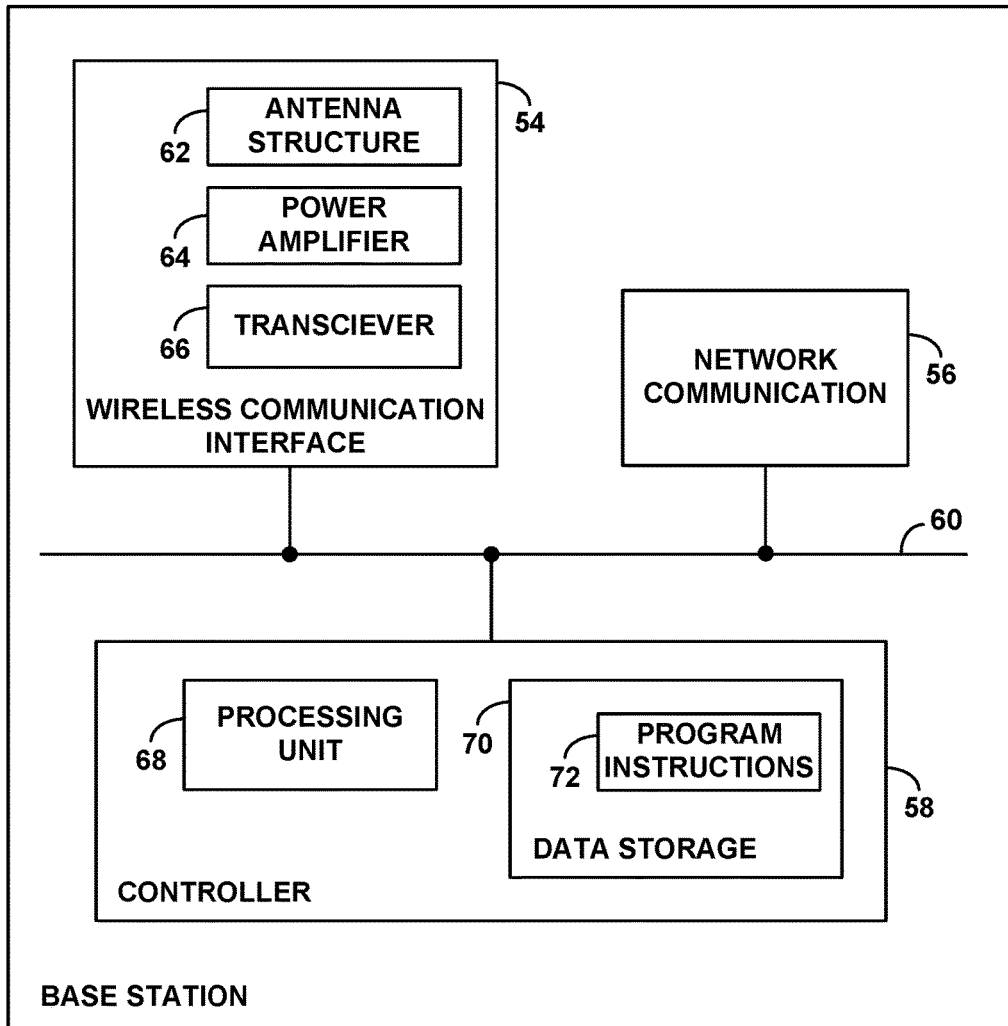 ANTENNA
STRUCTURE
62
54
POWER
AMPLIFIER
64
TRANSCIEVER
66
WIRELESS COMMUNICATION
INTERFACE
NETWORK
COMMUNICATION
56
60
PROCESSING
UNIT
68
70
PROGRAM
INSTRUCTIONS
72
DATA STORAGE
58
CONTROLLER
BASE STATION